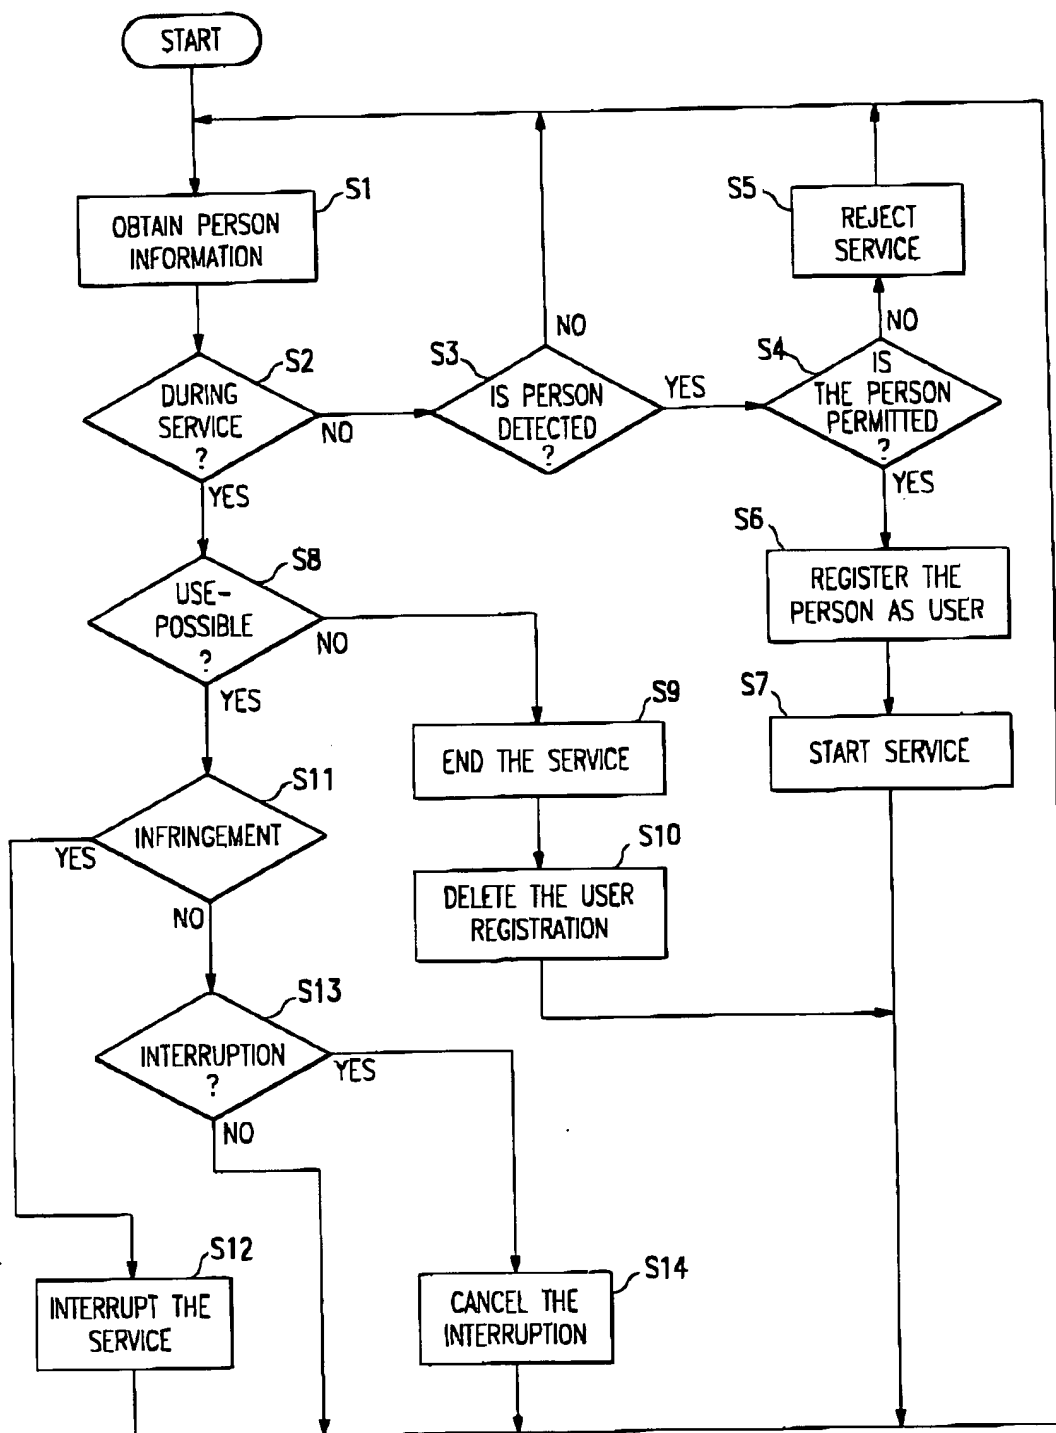 START
S1
OBTAIN PERSON
INFORMATION
S5
REJECT
SERVICE
NO
NO
S2
DURING
SERVICE
?
NO
YES
S3
IS PERSON
DETECTED
?
YES
S4
IS
THE PERSON
PERMITTED
?
YES
S6
REGISTER THE
PERSON AS USER
S8
USE-
POSSIBLE
?
NO
YES
S9
END THE SERVICE
S7
START SERVICE
S11
INFRINGEMENT
YES
NO
S10
DELETE THE USER
REGISTRATION
S13
INTERRUPTION
?
YES
NO
S12
INTERRUPT THE
SERVICE
S14
CANCEL THE
INTERRUPTION